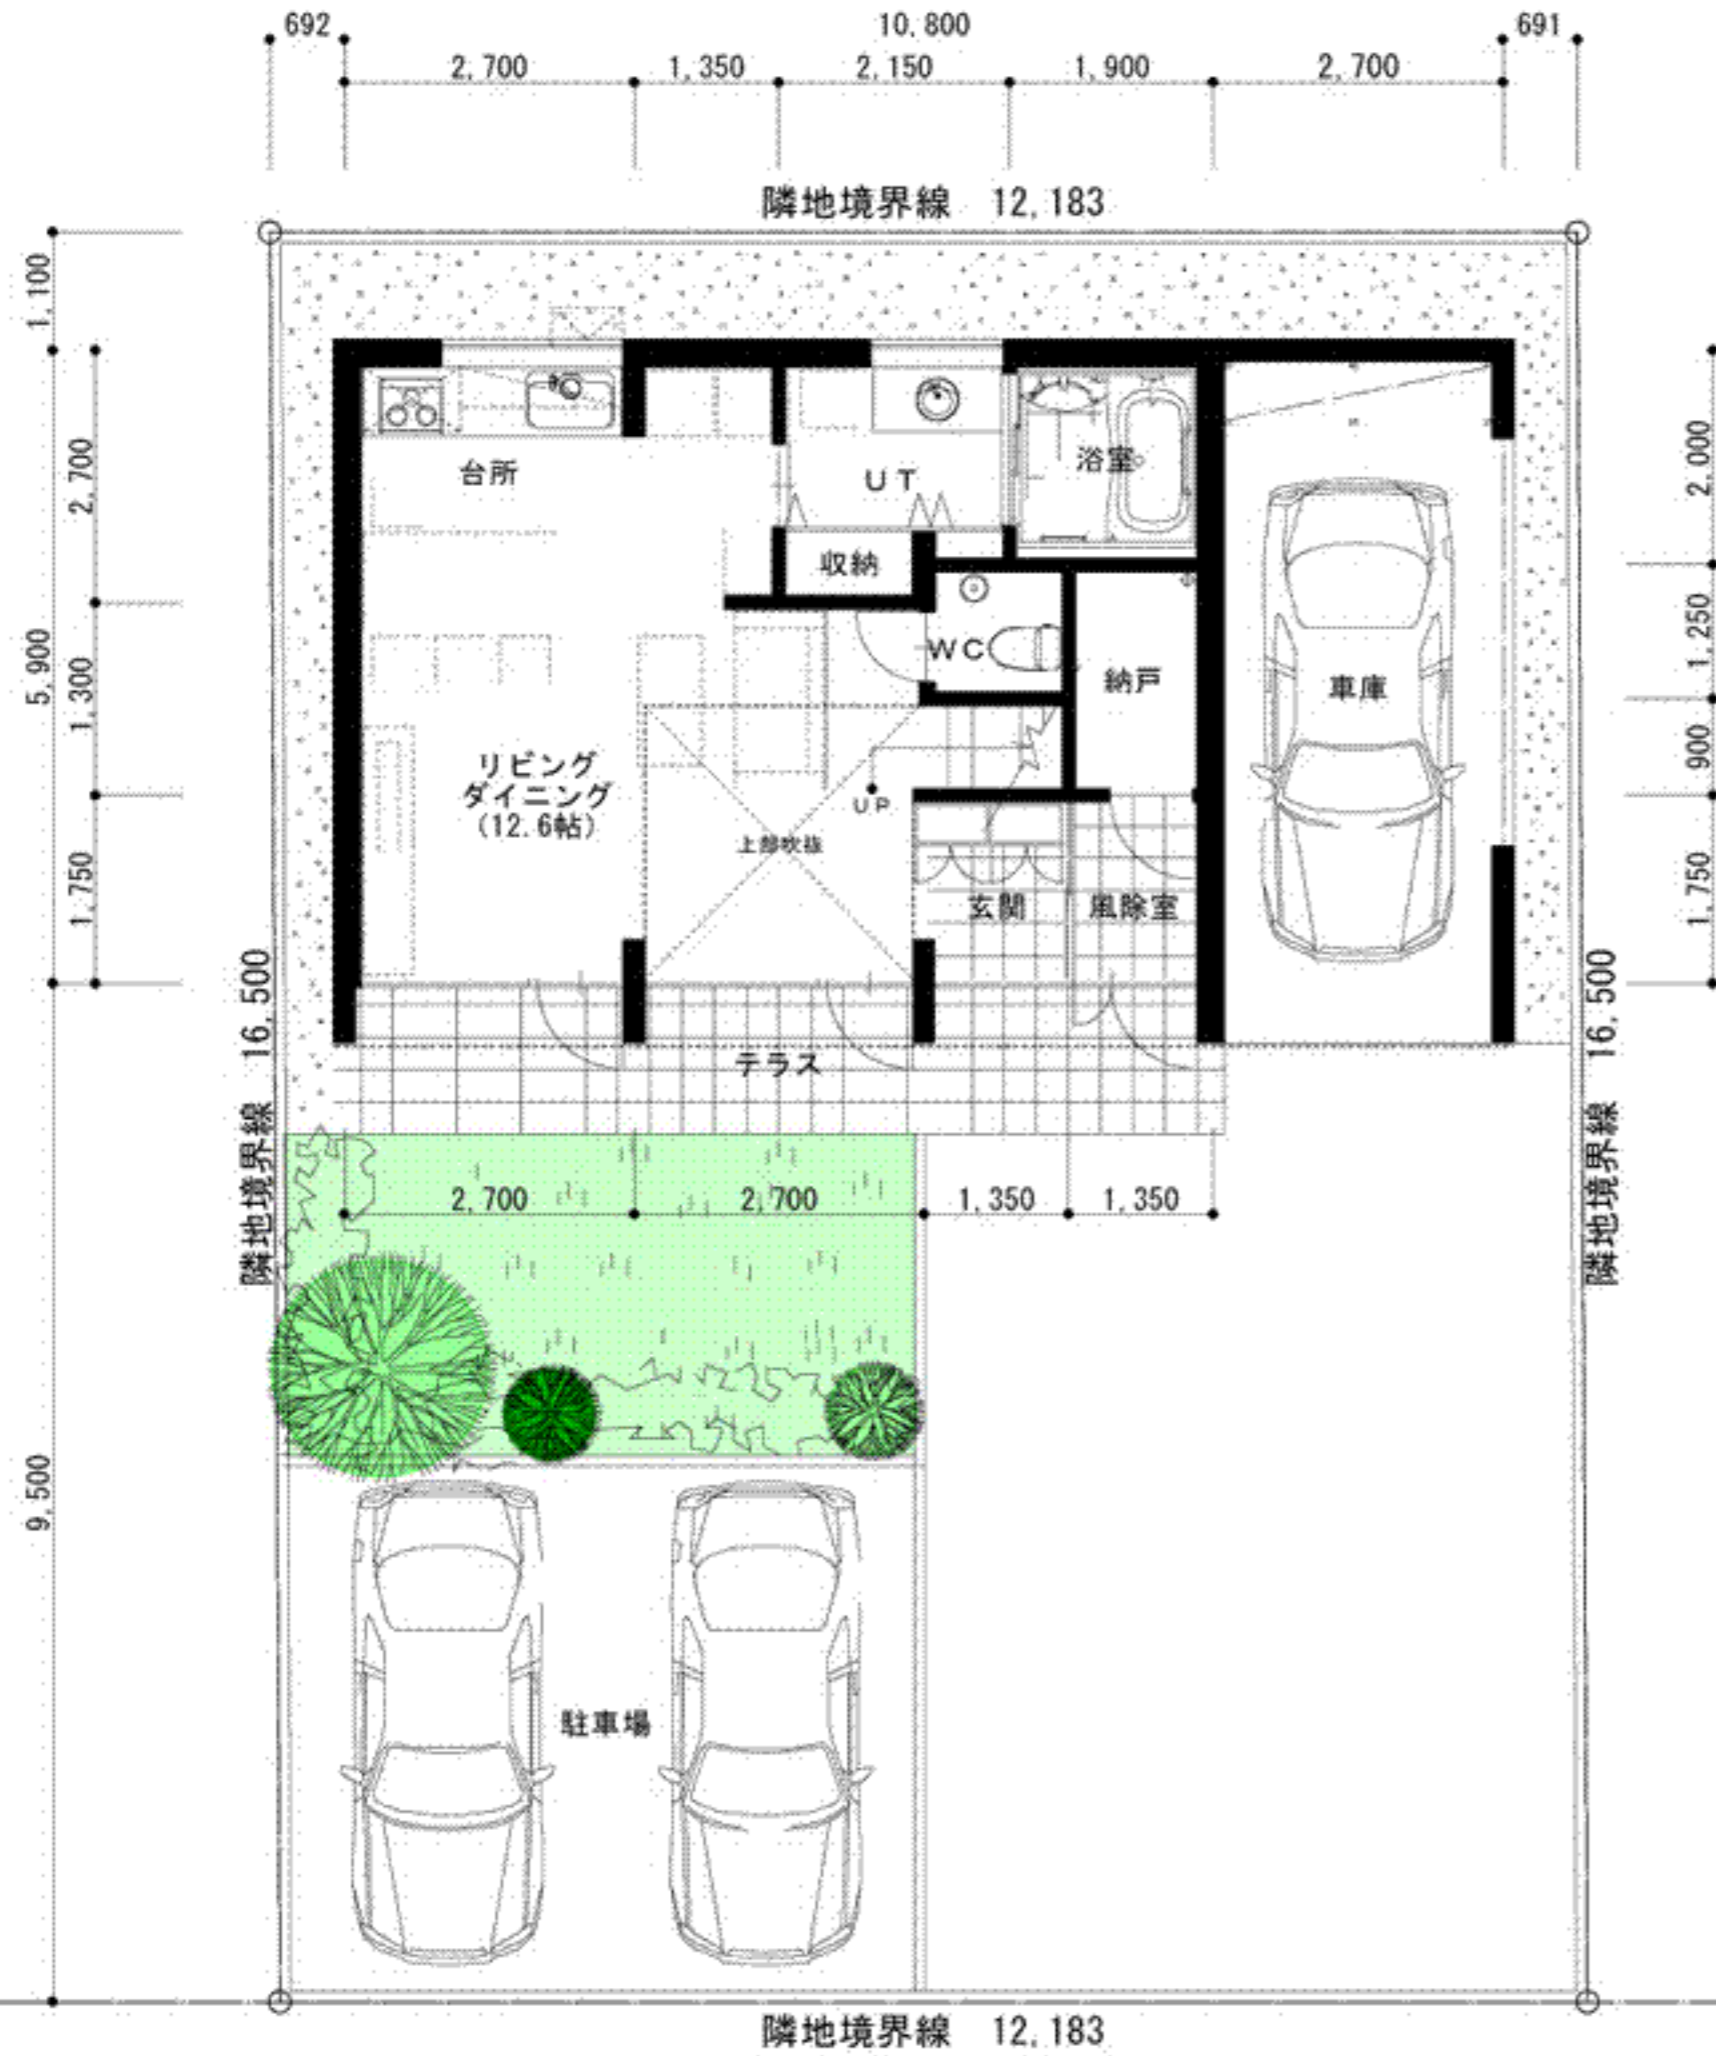 692
10,800
691
2,700
1,350
2,150
1,900
2,700
隣地境界線 12,183
1,100
5,900
9,500
2,700
1,300
1,750
2,000
1,250
900
1,750
台所
UT
浴室
収納
WC
納戸
車庫
リビング
ダイニング
(12.6帖)
UP
上部吹抜
玄関
風除室
テラス
隣地境界線 16,500
隣地境界線 16,500
2,700
2,700
1,350
1,350
駐車場
隣地境界線 12,183